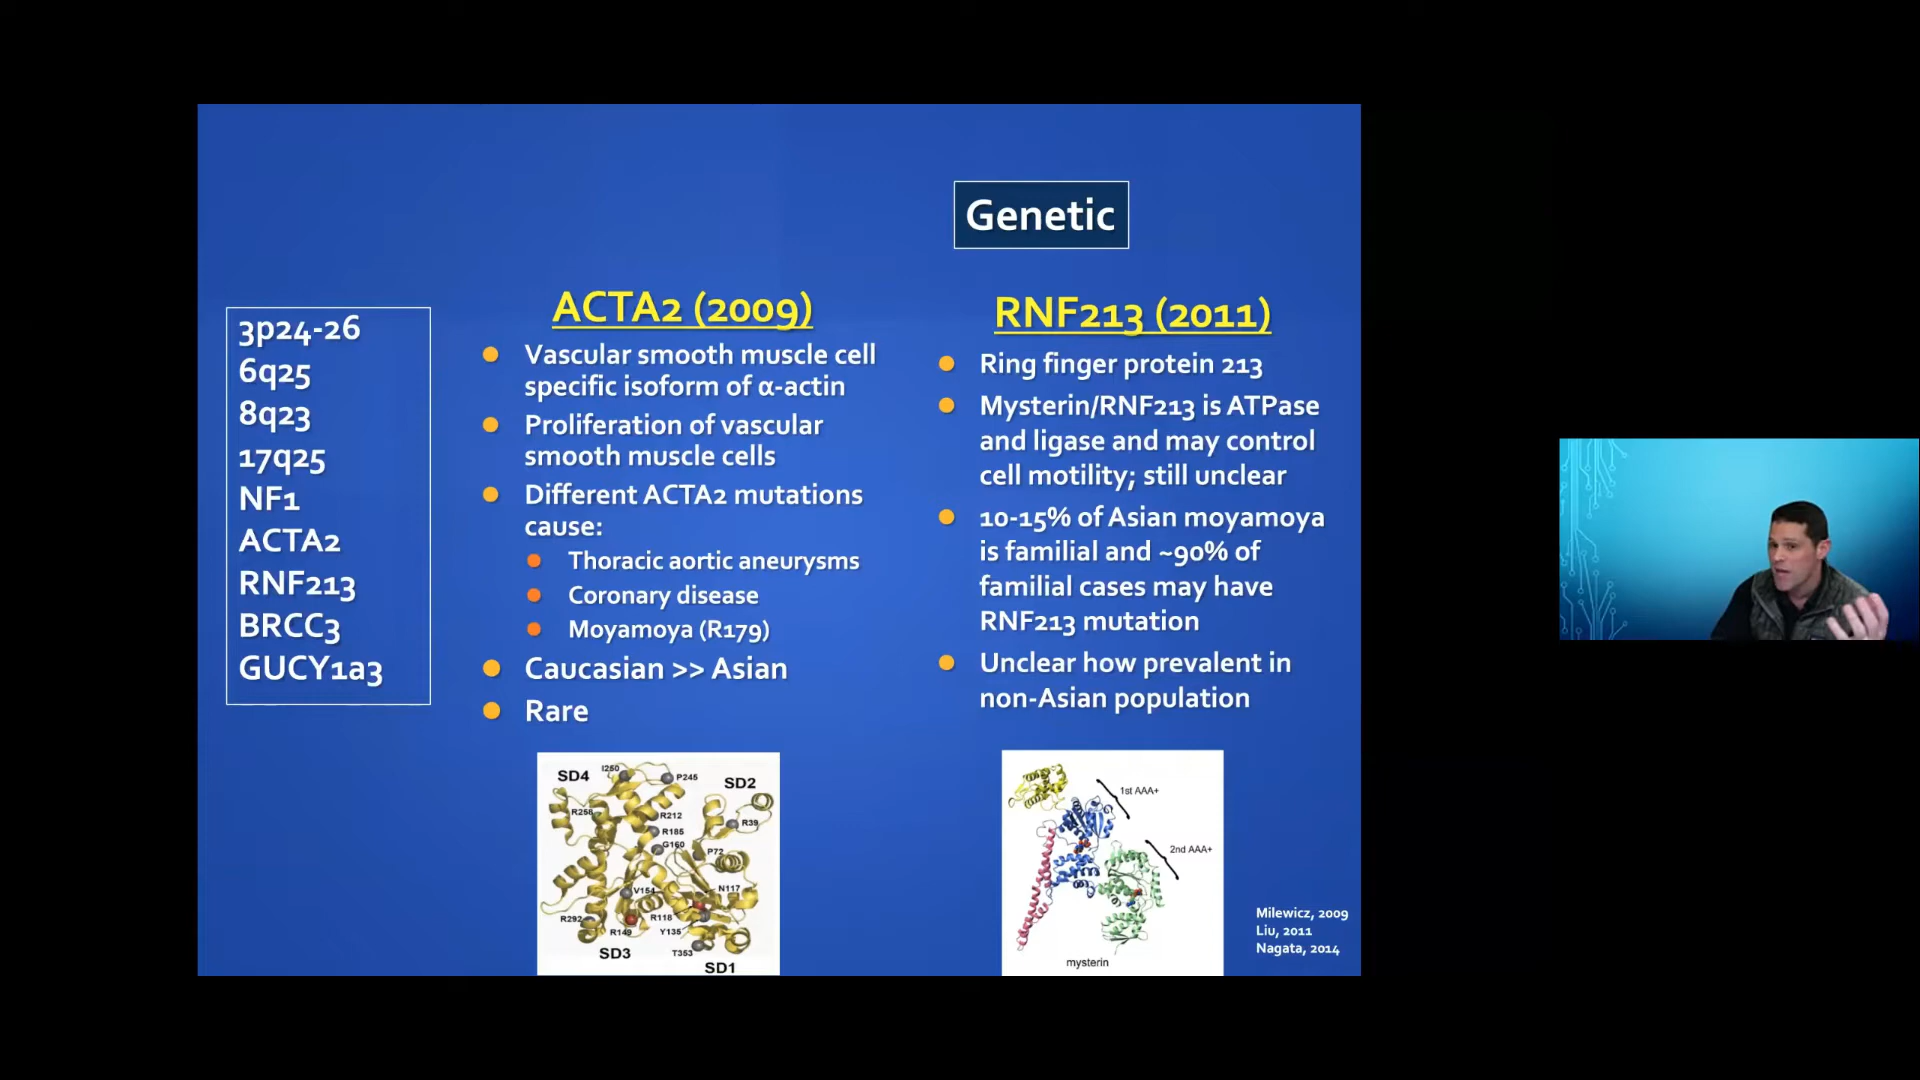 Genetic
3p24-26
6q25
8q23
17q25
NF1
ACTA2
RNF213
BRCC3
GUCY1a3
ACTA2 (2009)
Vascular smooth muscle cell
specific isoform of α-actin
Proliferation of vascular
smooth muscle cells
Different ACTA2 mutations
cause:
Thoracic aortic aneurysms
Coronary disease
Moyamoya (R179)
Caucasian >> Asian
Rare
SD4
I250
P245
SD2
R258
R212
R39
R185
G160
P72
V154
N117
R292
R118
R149
Y135
SD3
T353
SD1
RNF213 (2011)
Ring finger protein 213
Mysterin/RNF213 is ATPase
and ligase and may control
cell motility; still unclear
10-15% of Asian moyamoya
is familial and ~90% of
familial cases may have
RNF213 mutation
Unclear how prevalent in
non-Asian population
1st AAA+
2nd AAA+
mysterin
Milewicz, 2009
Liu, 2011
Nagata, 2014